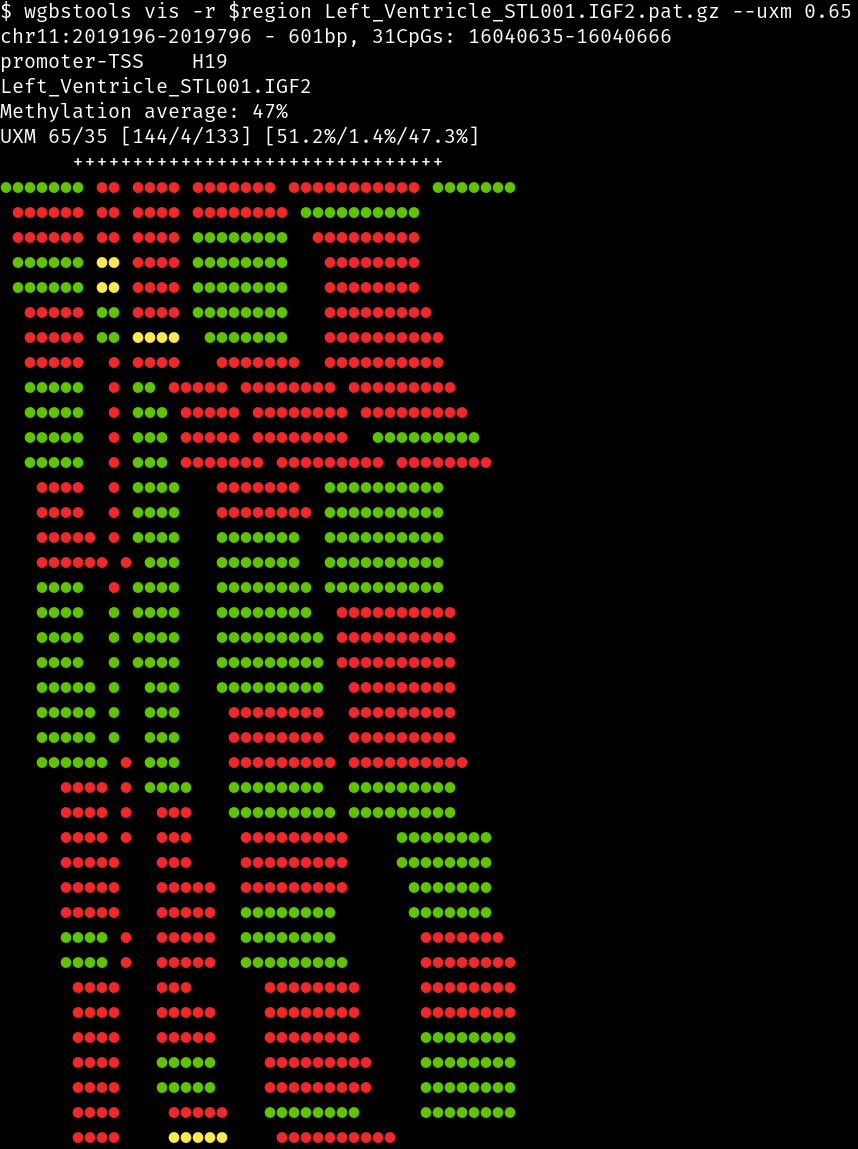 $ wgbstools vis -r $region Left_Ventricle_STL001.IGF2.pat.gz --uxm 0.65
chr11:2019196-2019796 - 601bp, 31CpGs: 16040635-16040666
promoter-TSS    H19
Left_Ventricle_STL001.IGF2
Methylation average: 47%
UXM 65/35 [144/4/133] [51.2%/1.4%/47.3%]
+++++++++++++++++++++++++++++++